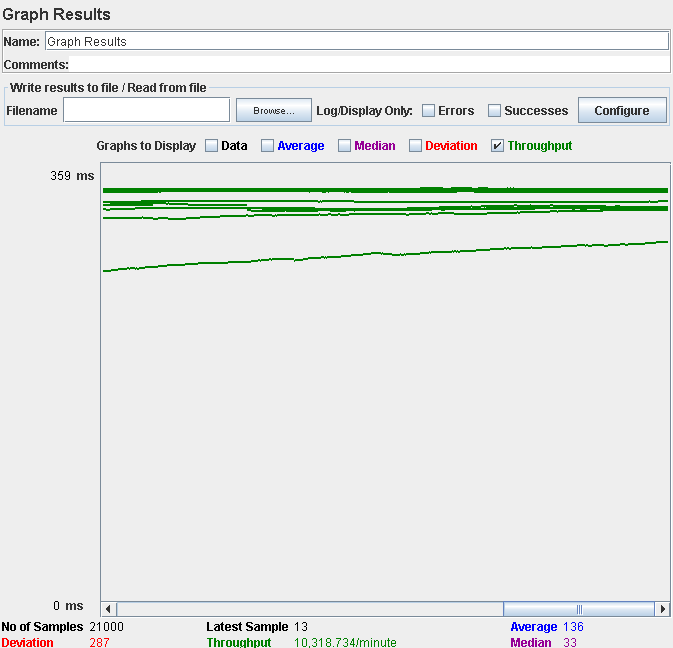 Graph Results
Name: Graph Results
Comments:
Write results to file / Read from file
Filename Browse... Log/Display Only: Errors Successes Configure
Graphs to Display Data Average Median Deviation Throughput
359 ms
0 ms
No of Samples 21000 Latest Sample 13 Average 136
Deviation 287 Throughput 10,318.734/minute Median 33